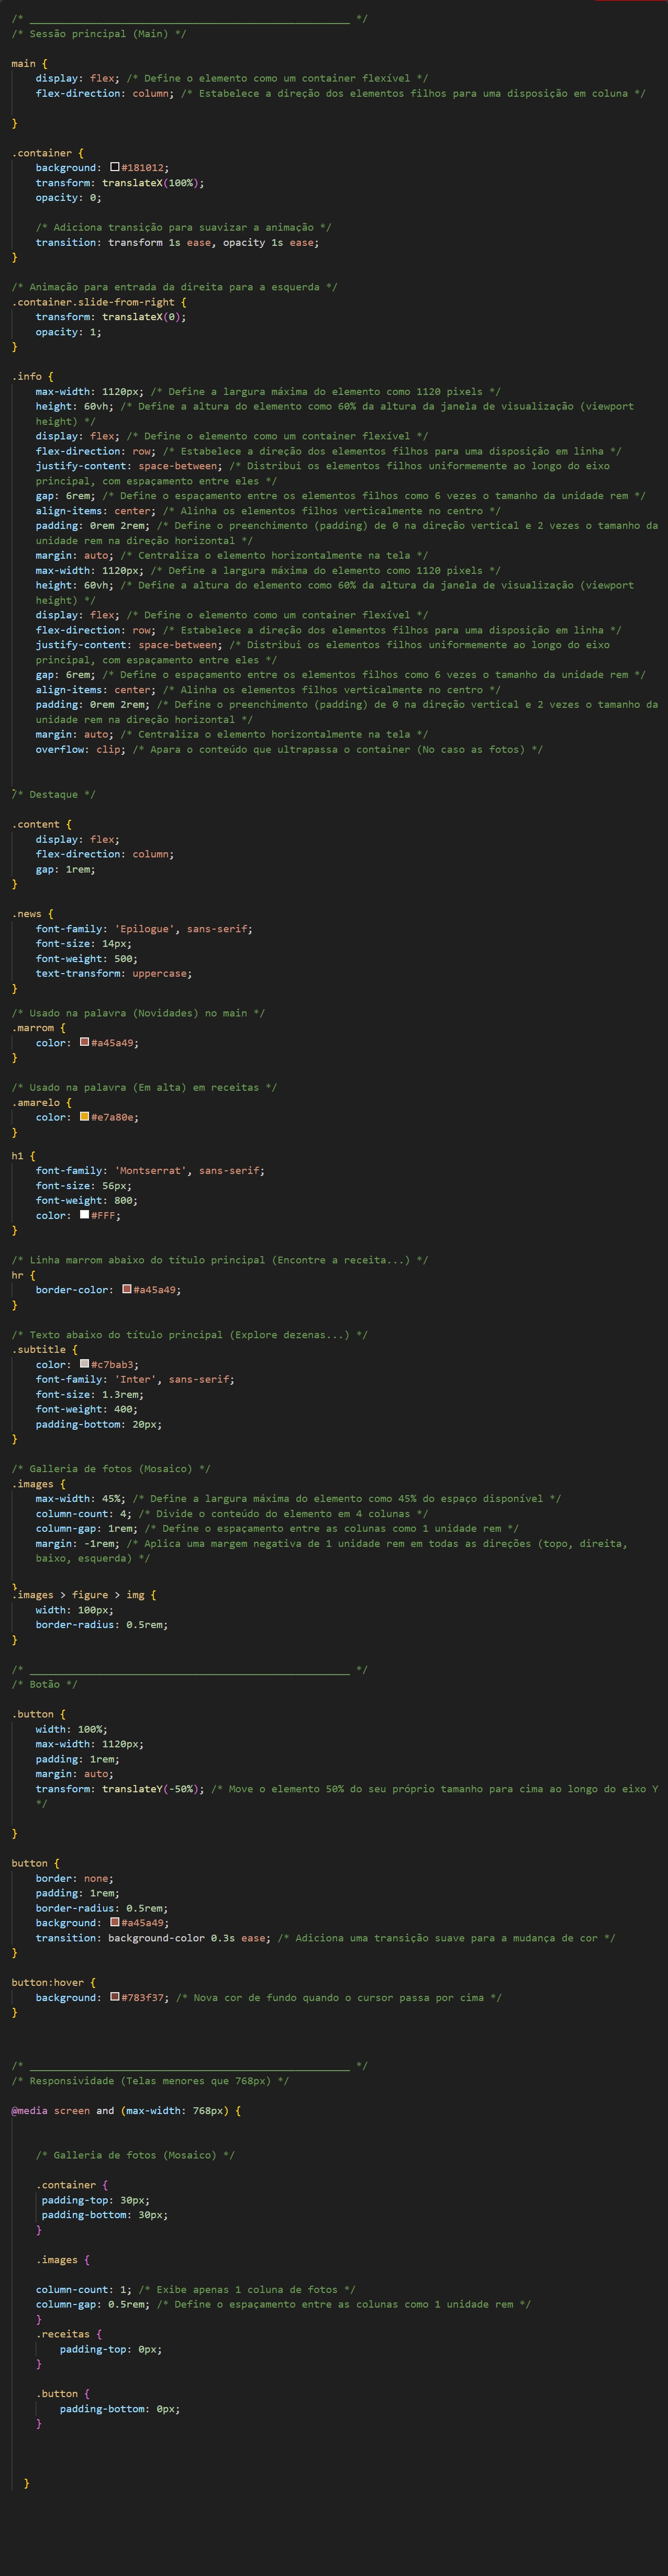 /* _____________________________________________________ */
/* Sessão principal (Main) */
main {
display: flex; /* Define o elemento como um container flexível */
flex-direction: column; /* Estabelece a direção dos elementos filhos para uma disposição em coluna */
}
.container {
background: #181012;
transform: translateX(100%);
opacity: 0;
/* Adiciona transição para suavizar a animação */
transition: transform 1s ease, opacity 1s ease;
}
/* Animação para entrada da direita para a esquerda */
.container.slide-from-right {
transform: translateX(0);
opacity: 1;
}
.info {
max-width: 1120px; /* Define a largura máxima do elemento como 1120 pixels */
height: 60vh; /* Define a altura do elemento como 60% da altura da janela de visualização (viewport
height) */
display: flex; /* Define o elemento como um container flexível */
flex-direction: row; /* Estabelece a direção dos elementos filhos para uma disposição em linha */
justify-content: space-between; /* Distribui os elementos filhos uniformemente ao longo do eixo
principal, com espaçamento entre eles */
gap: 6rem; /* Define o espaçamento entre os elementos filhos como 6 vezes o tamanho da unidade rem */
align-items: center; /* Alinha os elementos filhos verticalmente no centro */
padding: 0rem 2rem; /* Define o preenchimento (padding) de 0 na direção vertical e 2 vezes o tamanho da
unidade rem na direção horizontal */
margin: auto; /* Centraliza o elemento horizontalmente na tela */
max-width: 1120px; /* Define a largura máxima do elemento como 1120 pixels */
height: 60vh; /* Define a altura do elemento como 60% da altura da janela de visualização (viewport
height) */
display: flex; /* Define o elemento como um container flexível */
flex-direction: row; /* Estabelece a direção dos elementos filhos para uma disposição em linha */
justify-content: space-between; /* Distribui os elementos filhos uniformemente ao longo do eixo
principal, com espaçamento entre eles */
gap: 6rem; /* Define o espaçamento entre os elementos filhos como 6 vezes o tamanho da unidade rem */
align-items: center; /* Alinha os elementos filhos verticalmente no centro */
padding: 0rem 2rem; /* Define o preenchimento (padding) de 0 na direção vertical e 2 vezes o tamanho da
unidade rem na direção horizontal */
margin: auto; /* Centraliza o elemento horizontalmente na tela */
overflow: clip; /* Apara o conteúdo que ultrapassa o container (No caso as fotos) */
/* Destaque */
.content {
display: flex;
flex-direction: column;
gap: 1rem;
}
.news {
font-family: 'Epilogue', sans-serif;
font-size: 14px;
font-weight: 500;
text-transform: uppercase;
}
/* Usado na palavra (Novidades) no main */
.marrom {
color: #a45a49;
}
/* Usado na palavra (Em alta) em receitas */
.amarelo {
color: #e7a80e;
}
h1 {
font-family: 'Montserrat', sans-serif;
font-size: 56px;
font-weight: 800;
color: #FFF;
}
/* Linha marrom abaixo do título principal (Encontre a receita...) */
hr {
border-color: #a45a49;
}
/* Texto abaixo do título principal (Explore dezenas...) */
.subtitle {
color: #c7bab3;
font-family: 'Inter', sans-serif;
font-size: 1.3rem;
font-weight: 400;
padding-bottom: 20px;
}
/* Galleria de fotos (Mosaico) */
.images {
max-width: 45%; /* Define a largura máxima do elemento como 45% do espaço disponível */
column-count: 4; /* Divide o conteúdo do elemento em 4 colunas */
column-gap: 1rem; /* Define o espaçamento entre as colunas como 1 unidade rem */
margin: -1rem; /* Aplica uma margem negativa de 1 unidade rem em todas as direções (topo, direita,
baixo, esquerda) */
}
.images > figure > img {
width: 100px;
border-radius: 0.5rem;
}
/* _____________________________________________________ */
/* Botão */
.button {
width: 100%;
max-width: 1120px;
padding: 1rem;
margin: auto;
transform: translateY(-50%); /* Move o elemento 50% do seu próprio tamanho para cima ao longo do eixo Y
*/
}
button {
border: none;
padding: 1rem;
border-radius: 0.5rem;
background: #a45a49;
transition: background-color 0.3s ease; /* Adiciona uma transição suave para a mudança de cor */
}
button:hover {
background: #783f37; /* Nova cor de fundo quando o cursor passa por cima */
}
/* _____________________________________________________ */
/* Responsividade (Telas menores que 768px) */
@media screen and (max-width: 768px) {
/* Galleria de fotos (Mosaico) */
.container {
padding-top: 30px;
padding-bottom: 30px;
}
.images {
column-count: 1; /* Exibe apenas 1 coluna de fotos */
column-gap: 0.5rem; /* Define o espaçamento entre as colunas como 1 unidade rem */
}
.receitas {
padding-top: 0px;
}
.button {
padding-bottom: 0px;
}
}